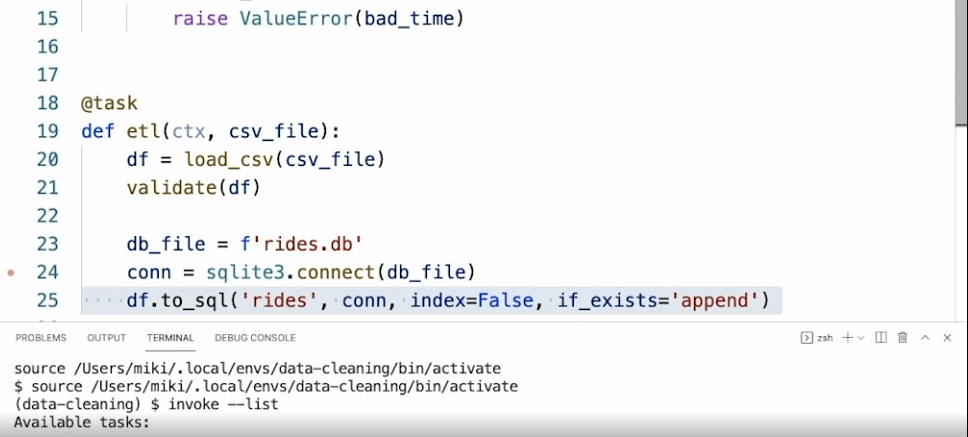 15 raise ValueError(bad_time)
16
17
18 @task
19 def etl(ctx, csv_file):
20 df = load_csv(csv_file)
21 validate(df)
22
23 db_file = f'rides.db'
24 conn = sqlite3.connect(db_file)
25 df.to_sql('rides', conn, index=False, if_exists='append')
PROBLEMS OUTPUT TERMINAL DEBUG CONSOLE zsh
source /Users/miki/.local/envs/data-cleaning/bin/activate
$ source /Users/miki/.local/envs/data-cleaning/bin/activate
(data-cleaning) $ invoke --list
Available tasks: